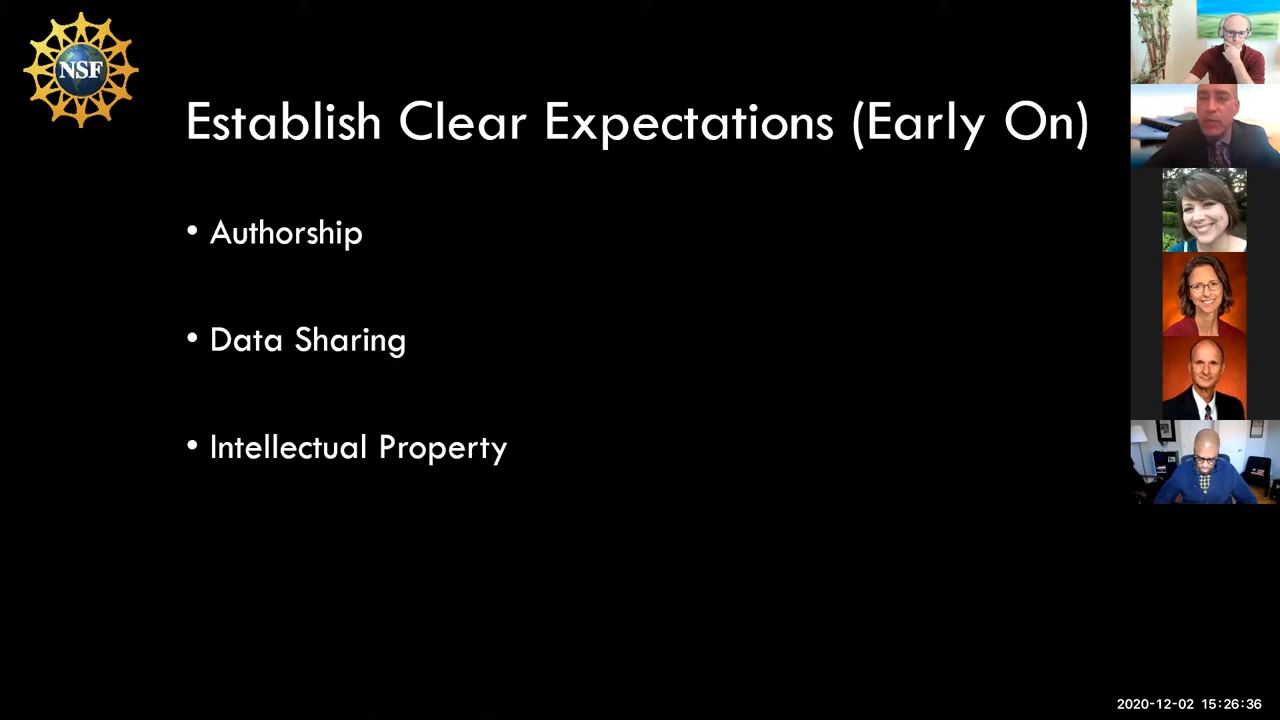 NSF
Establish Clear Expectations (Early On)
• Authorship
• Data Sharing
• Intellectual Property
2020-12-02 15:26:36